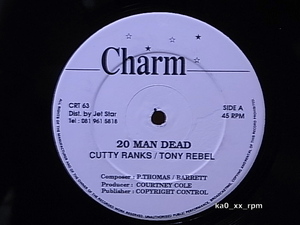 Charm
CRT 63
Dist. by Jet Star
Tel : 081 961 5818
SIDE A
45 RPM
20 MAN DEAD
CUTTY RANKS / TONY REBEL
Composer : P.THOMAS / BARRETT
Producer : COURTNEY COLE
Publisher : COPYRIGHT CONTROL
ka0_xx_rpm